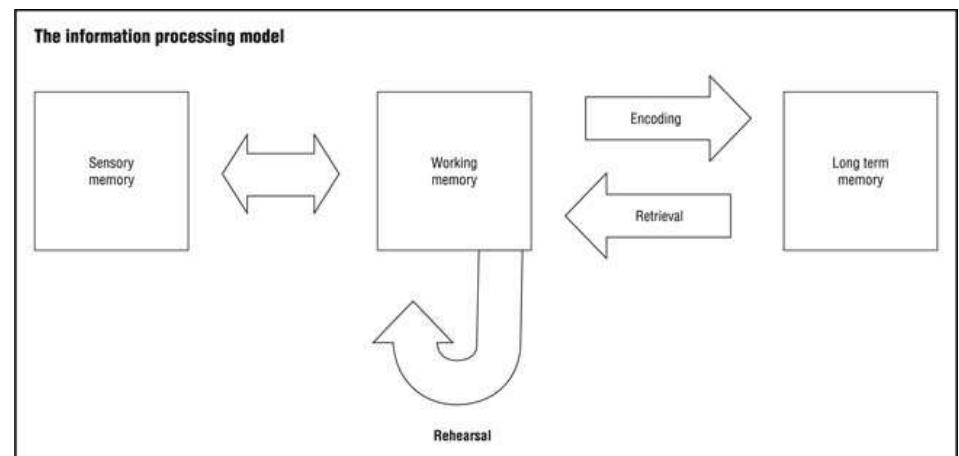 The information processing model
Sensory
memory
Working
memory
Encoding
Retrieval
Long term
memory
Rehearsal